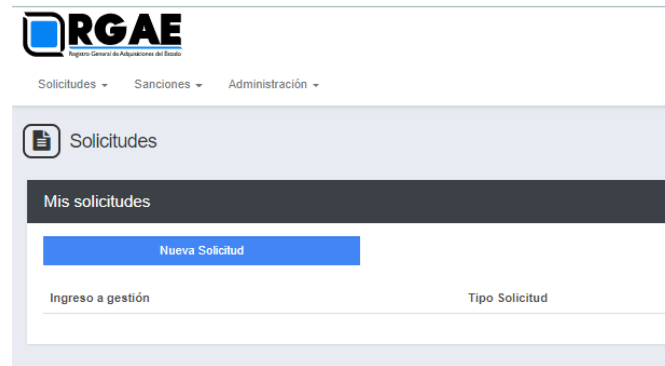 RGAE
Registro General de Adquisiciones del Estado
Solicitudes Sanciones Administración
Solicitudes
Mis solicitudes
Nueva Solicitud
Ingreso a gestión Tipo Solicitud